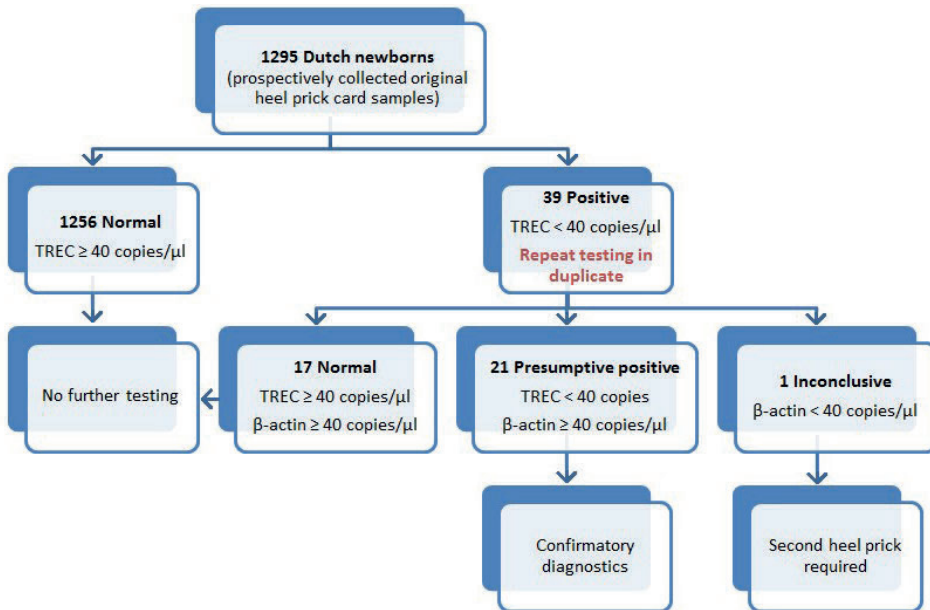 1295 Dutch newborns
(prospectively collected original
heel prick card samples)
1256 Normal
TREC ≥ 40 copies/µl
39 Positive
TREC < 40 copies/µl
Repeat testing in
duplicate
No further testing
17 Normal
TREC ≥ 40 copies/µl
β-actin ≥ 40 copies/µl
21 Presumptive positive
TREC < 40 copies
β-actin ≥ 40 copies/µl
1 Inconclusive
β-actin < 40 copies/µl
Confirmatory
diagnostics
Second heel prick
required